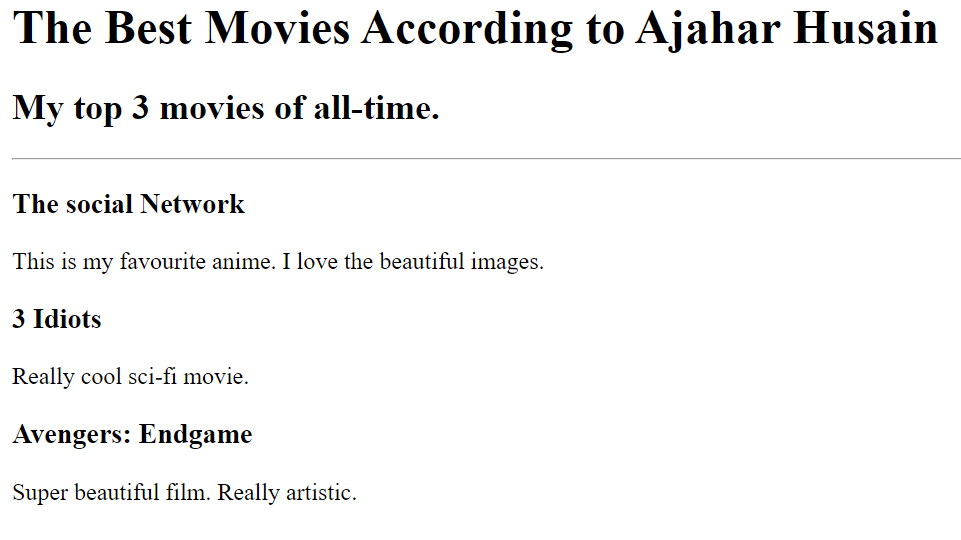 The Best Movies According to Ajahar Husain
My top 3 movies of all-time.
The social Network
This is my favourite anime. I love the beautiful images.
3 Idiots
Really cool sci-fi movie.
Avengers: Endgame
Super beautiful film. Really artistic.